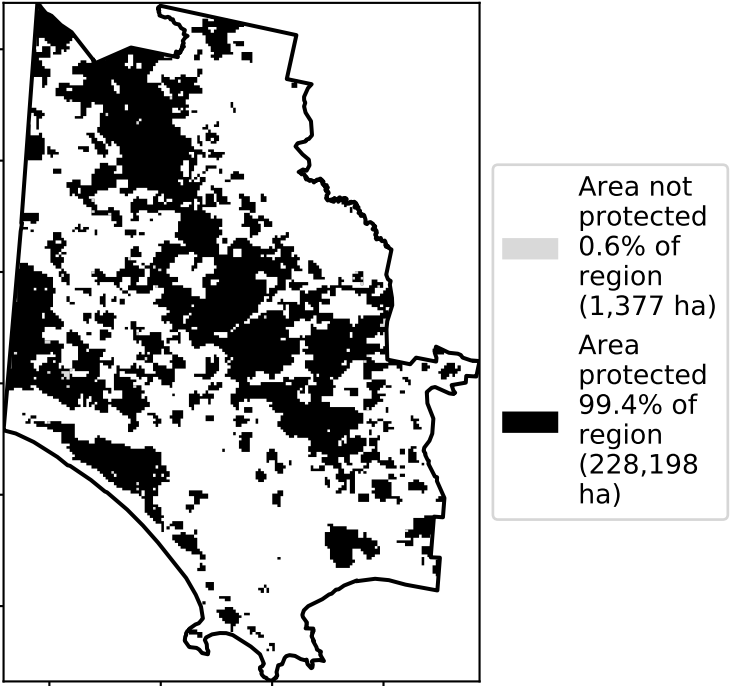 Area not
protected
0.6% of
region
(1,377 ha)
Area
protected
99.4% of
region
(228,198
ha)